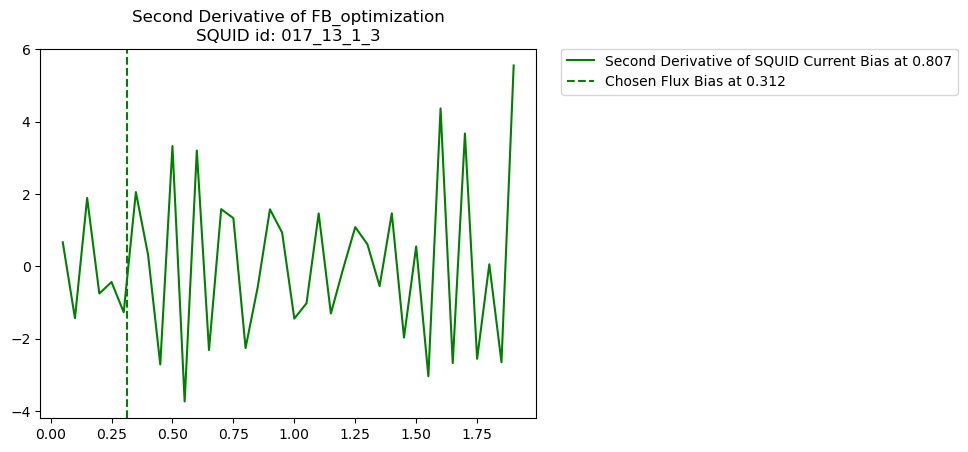 Second Derivative of FB_optimization
SQUID id: 017_13_1_3
Second Derivative of SQUID Current Bias at 0.807
Chosen Flux Bias at 0.312
6
4
2
0
−2
−4
0.00 0.25 0.50 0.75 1.00 1.25 1.50 1.75